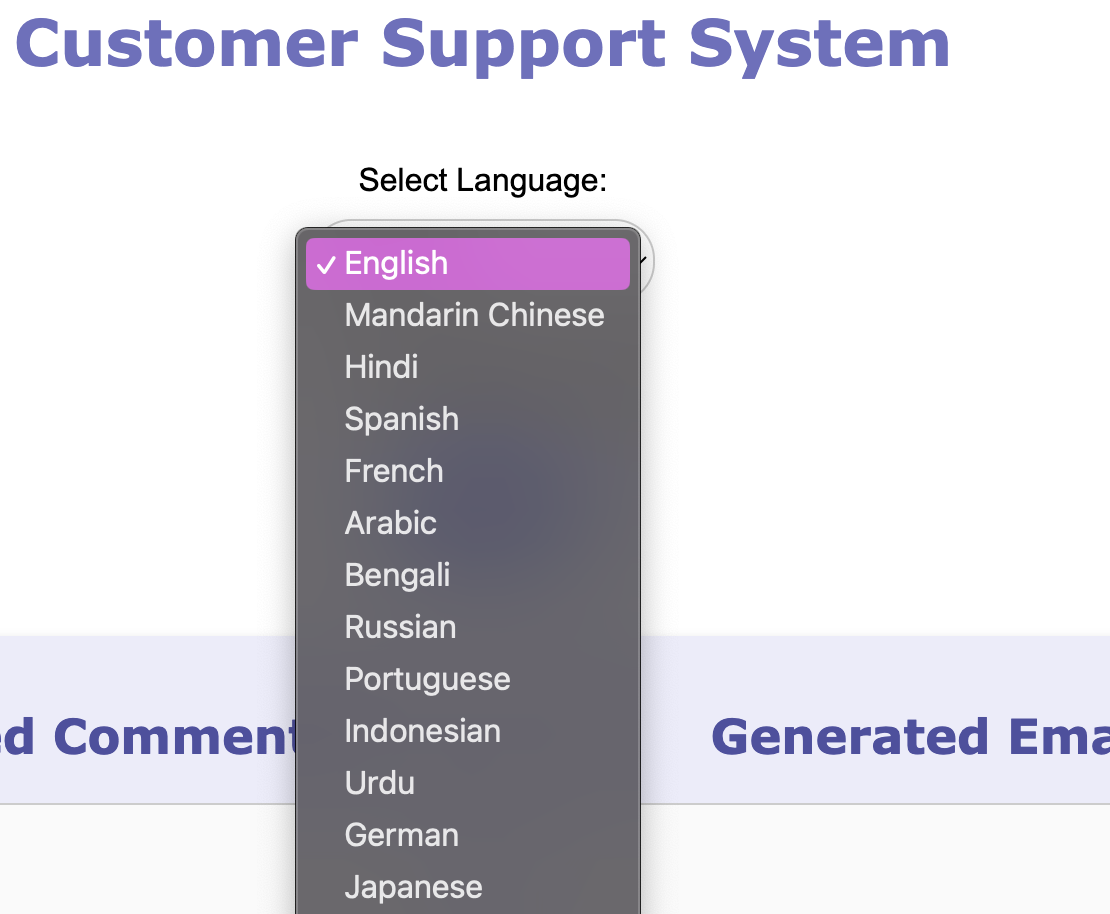 Customer Support System
Select Language:
✓ English
Mandarin Chinese
Hindi
Spanish
French
Arabic
Bengali
Russian
Portuguese
ed Comment
Generated Ema
Indonesian
Urdu
German
Japanese